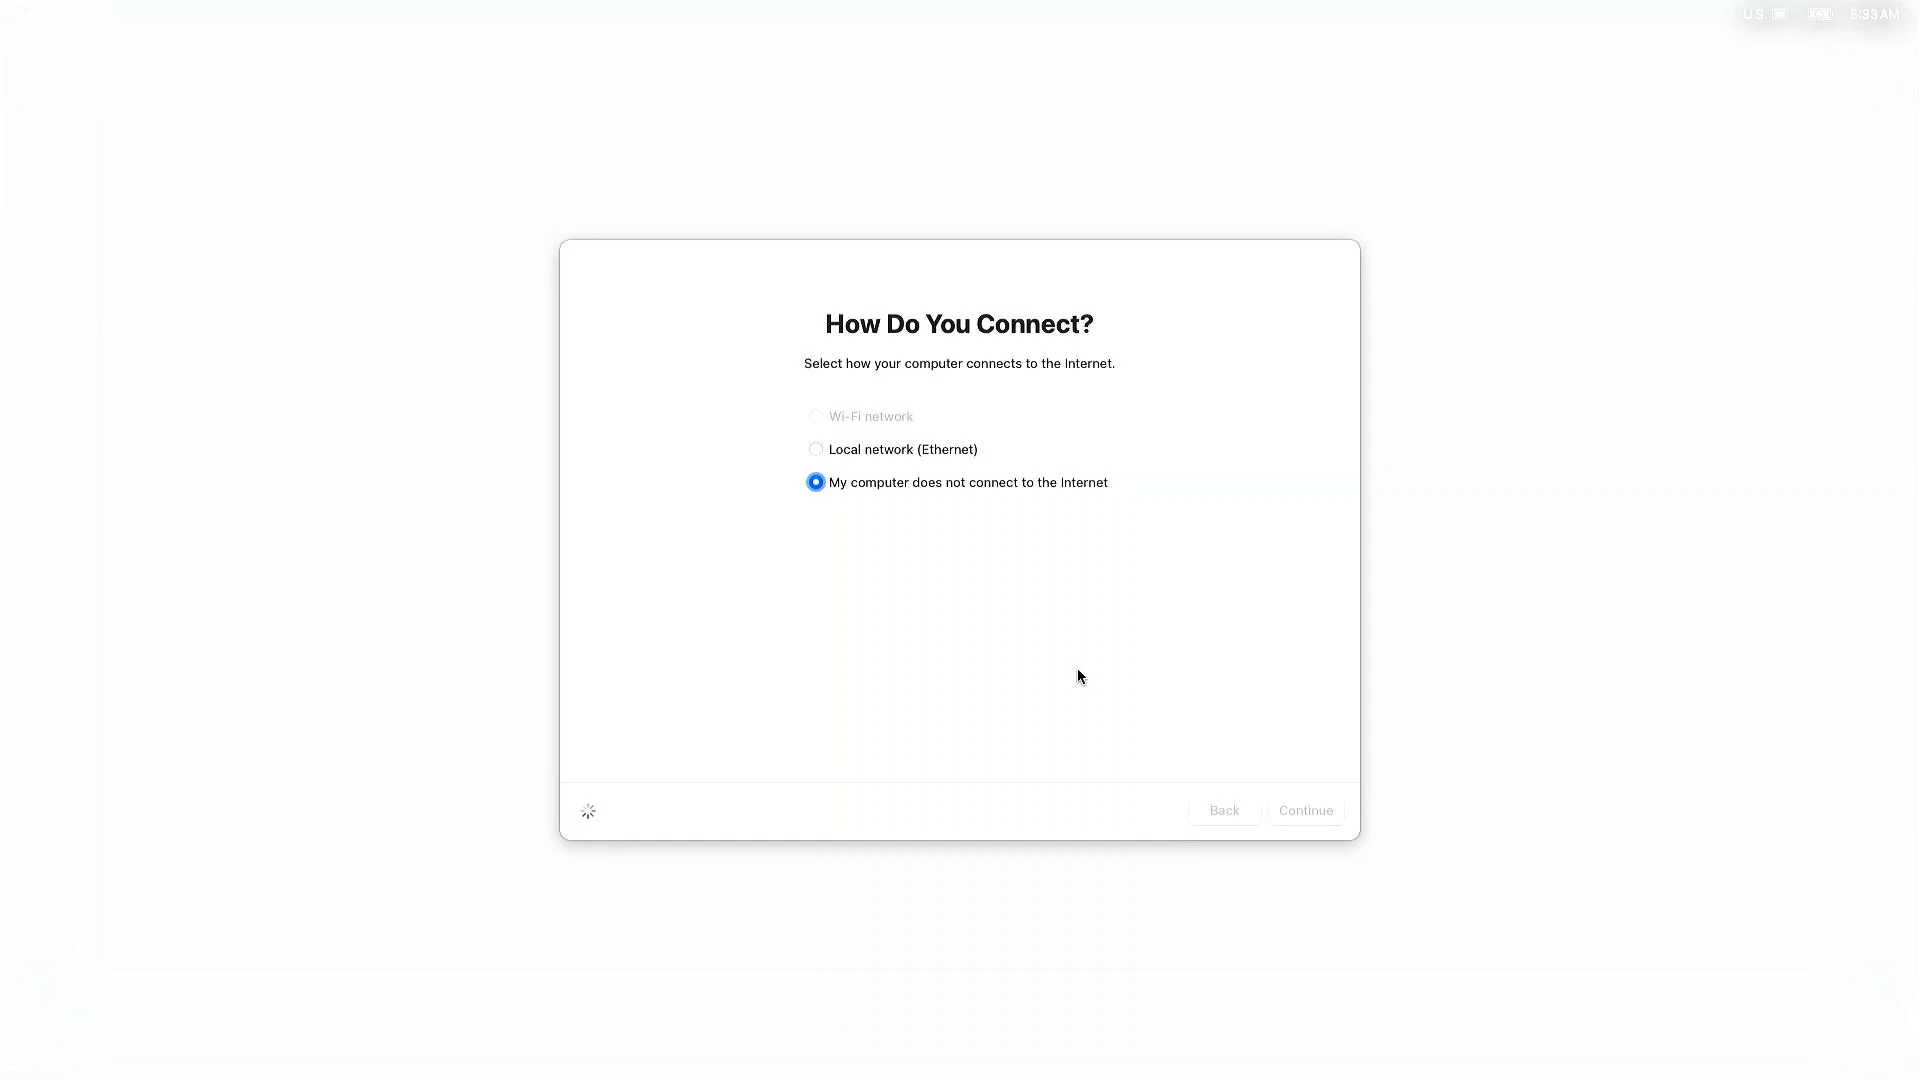 U.S. 5:33 AM
How Do You Connect?
Select how your computer connects to the Internet.
Wi-Fi network
Local network (Ethernet)
My computer does not connect to the Internet
Back Continue